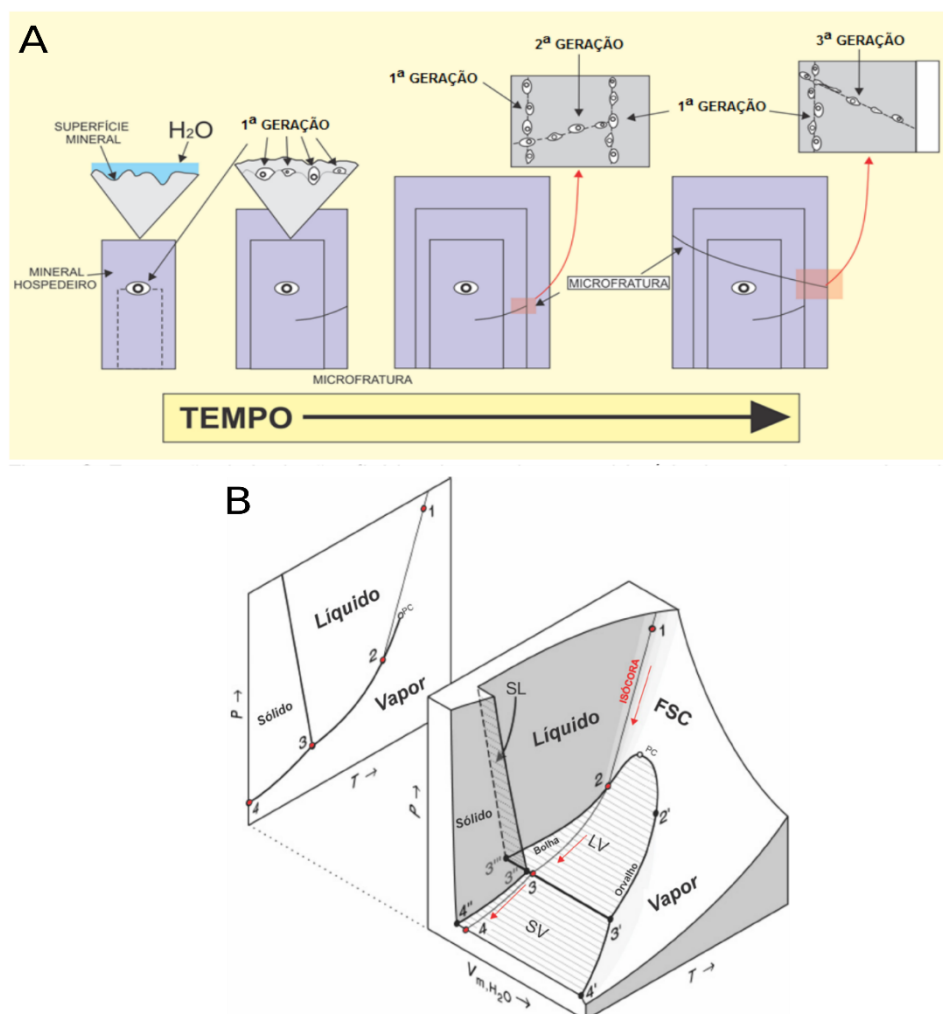 A
2ª GERAÇÃO
3ª GERAÇÃO
1ª GERAÇÃO
1ª GERAÇÃO
SUPERFÍCIE
MINERAL
H₂O
1ª GERAÇÃO
MINERAL
HOSPEDEIRO
MICROFRATURA
MICROFRATURA
TEMPO
B
1
Líquido
PC
2
Vapor
Sólido
3
4
P →
T →
1
ISÓCORA
FSC
SL
Líquido
PC
2
2'
P →
Sólido
Bolha
LV
Orvalho
Vapor
3'''
3''
3
3'
4''
4
SV
4'
Vm,H₂O →
T →